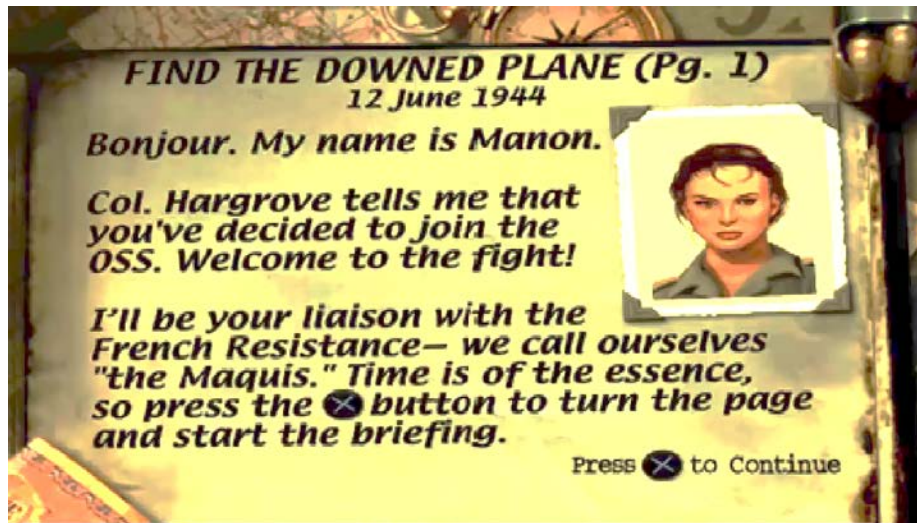 FIND THE DOWNED PLANE (Pg. 1)
12 June 1944
Bonjour. My name is Manon.
Col. Hargrove tells me that
you've decided to join the
OSS. Welcome to the fight!
I'll be your liaison with the
French Resistance— we call ourselves
"the Maquis." Time is of the essence,
so press the button to turn the page
and start the briefing.
Press to Continue